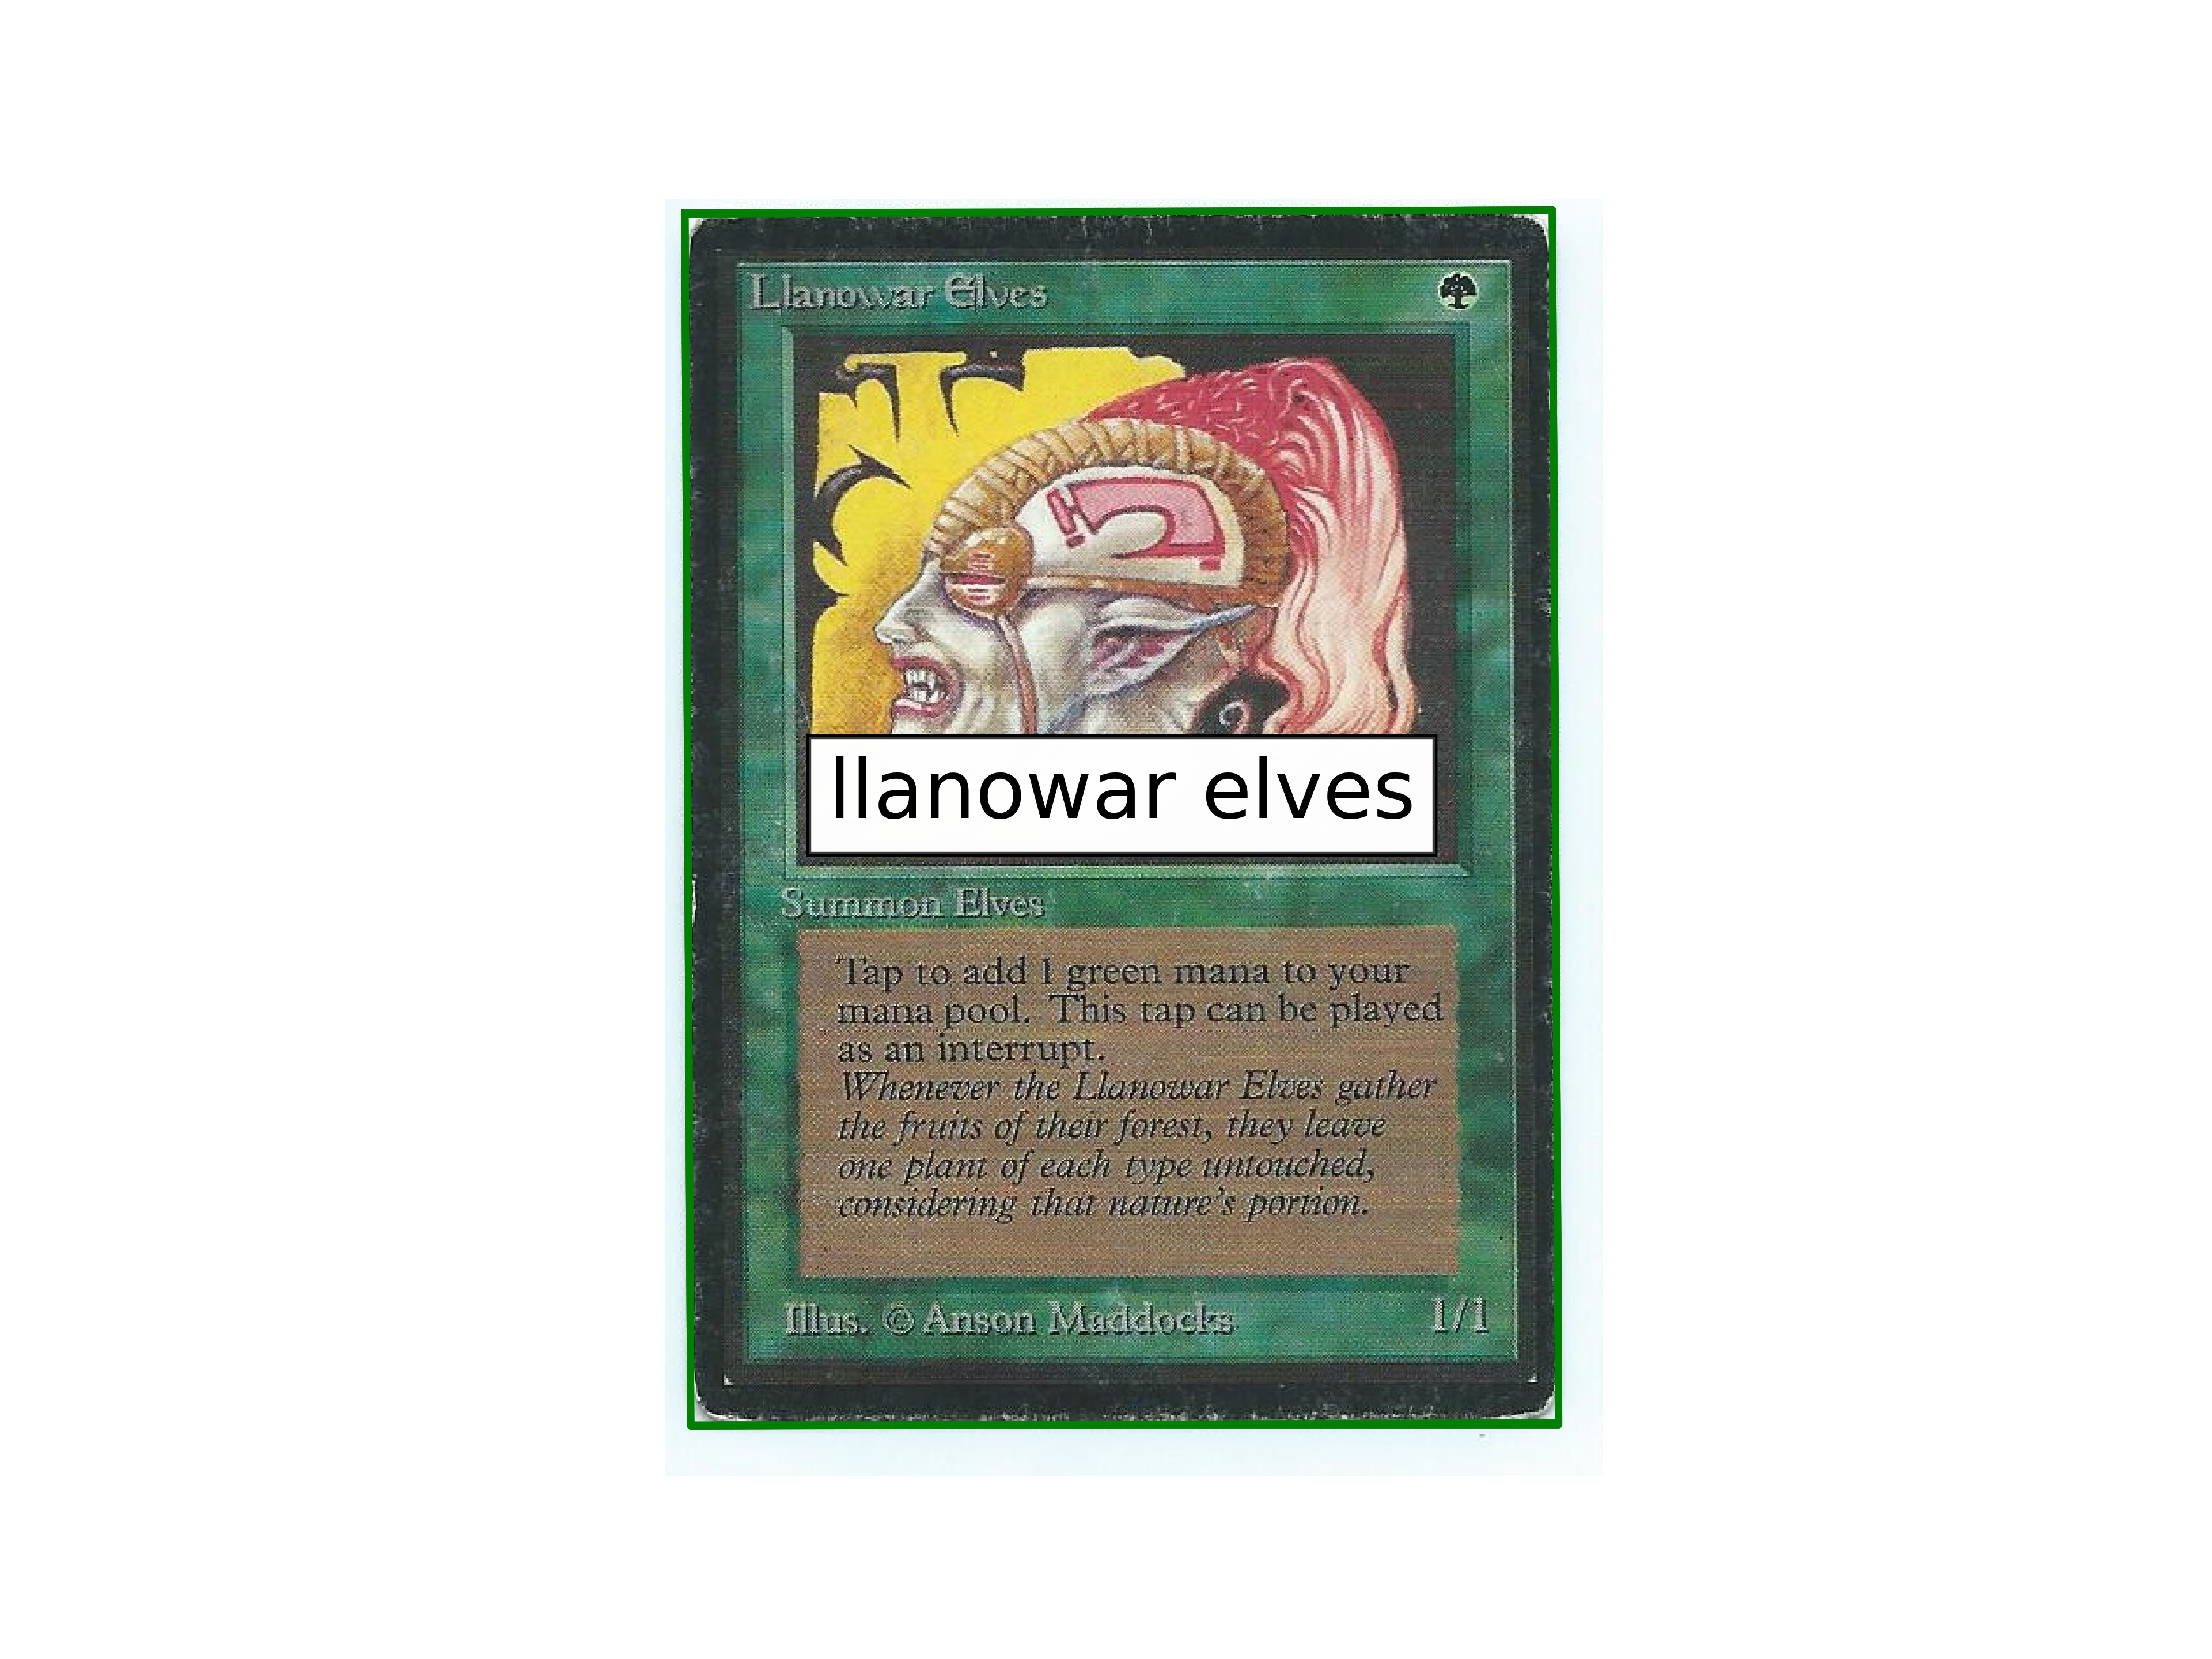 Llanowar Elves
llanowar elves
Summon Elves
Tap to add 1 green mana to your
mana pool. This tap can be played
as an interrupt.
Whenever the Llanowar Elves gather
the fruits of their forest, they leave
one plant of each type untouched,
considering that nature's portion.
Illus. © Anson Maddocks
1/1